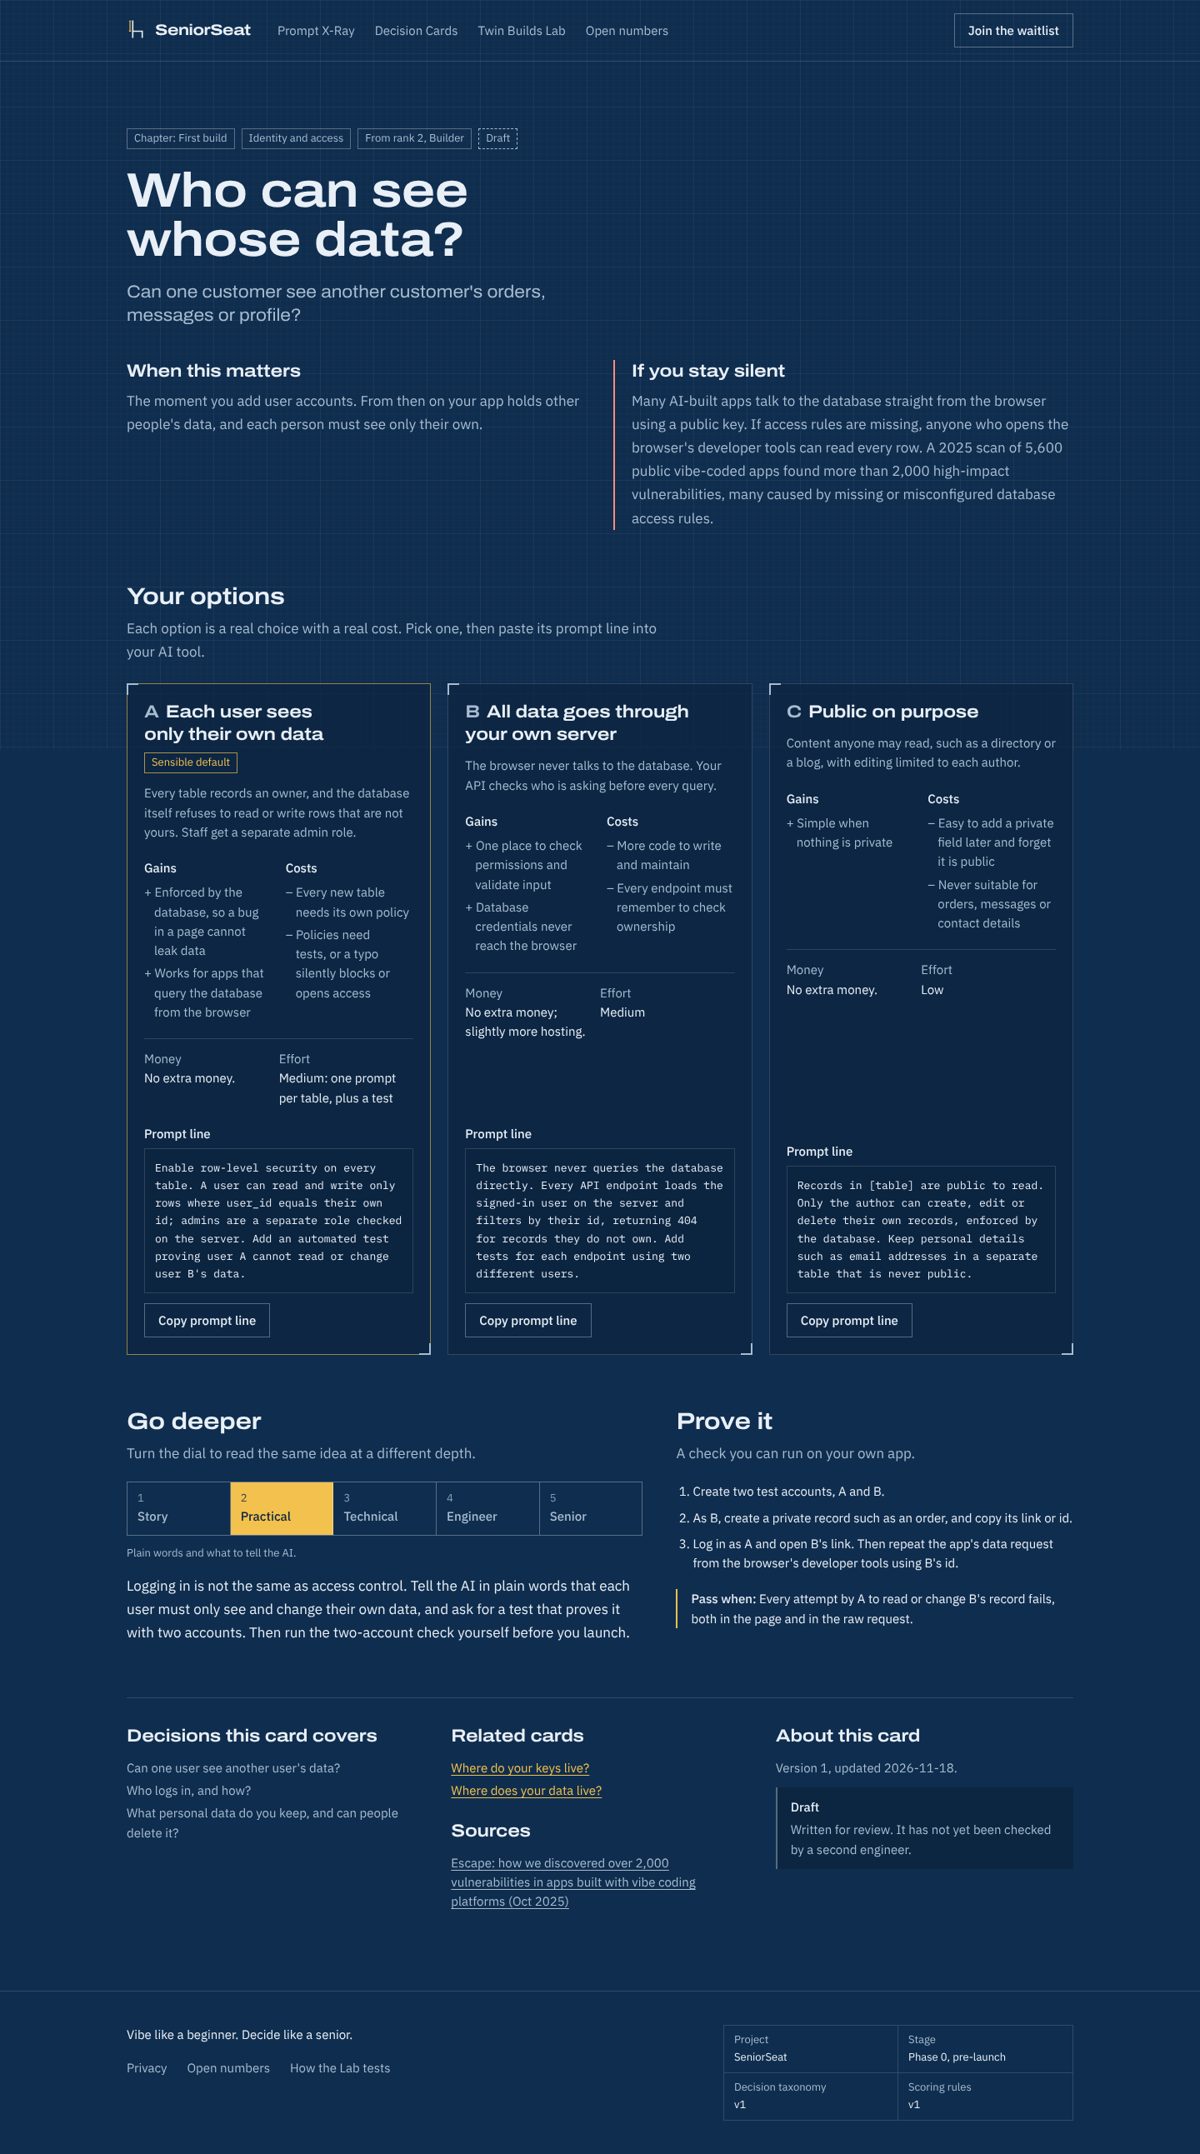 SeniorSeat
Prompt X-Ray
Decision Cards
Twin Builds Lab
Open numbers
Join the waitlist
Chapter: First build
Identity and access
From rank 2, Builder
Draft
Who can see
whose data?
Can one customer see another customer's orders,
messages or profile?
When this matters
The moment you add user accounts. From then on your app holds other
people's data, and each person must see only their own.
If you stay silent
Many AI-built apps talk to the database straight from the browser
using a public key. If access rules are missing, anyone who opens the
browser's developer tools can read every row. A 2025 scan of 5,600
public vibe-coded apps found more than 2,000 high-impact
vulnerabilities, many caused by missing or misconfigured database
access rules.
Your options
Each option is a real choice with a real cost. Pick one, then paste its prompt line into
your AI tool.
A Each user sees
only their own data
Sensible default
Every table records an owner, and the database
itself refuses to read or write rows that are not
yours. Staff get a separate admin role.
Gains
+ Enforced by the
database, so a bug
in a page cannot
leak data
+ Works for apps that
query the database
from the browser
Costs
– Every new table
needs its own policy
– Policies need
tests, or a typo
silently blocks or
opens access
Money
No extra money.
Effort
Medium: one prompt
per table, plus a test
Prompt line
Enable row-level security on every
table. A user can read and write only
rows where user_id equals their own
id; admins are a separate role checked
on the server. Add an automated test
proving user A cannot read or change
user B's data.
Copy prompt line
B All data goes through
your own server
The browser never talks to the database. Your
API checks who is asking before every query.
Gains
+ One place to check
permissions and
validate input
+ Database
credentials never
reach the browser
Costs
– More code to write
and maintain
– Every endpoint must
remember to check
ownership
Money
No extra money;
slightly more hosting.
Effort
Medium
Prompt line
The browser never queries the database
directly. Every API endpoint loads the
signed-in user on the server and
filters by their id, returning 404
for records they do not own. Add
tests for each endpoint using two
different users.
Copy prompt line
C Public on purpose
Content anyone may read, such as a directory or
a blog, with editing limited to each author.
Gains
+ Simple when
nothing is private
Costs
– Easy to add a private
field later and forget
it is public
– Never suitable for
orders, messages or
contact details
Money
No extra money.
Effort
Low
Prompt line
Records in [table] are public to read.
Only the author can create, edit or
delete their own records, enforced by
the database. Keep personal details
such as email addresses in a separate
table that is never public.
Copy prompt line
Go deeper
Turn the dial to read the same idea at a different depth.
1
Story
2
Practical
3
Technical
4
Engineer
5
Senior
Plain words and what to tell the AI.
Logging in is not the same as access control. Tell the AI in plain words that each
user must only see and change their own data, and ask for a test that proves it
with two accounts. Then run the two-account check yourself before you launch.
Prove it
A check you can run on your own app.
1. Create two test accounts, A and B.
2. As B, create a private record such as an order, and copy its link or id.
3. Log in as A and open B's link. Then repeat the app's data request
from the browser's developer tools using B's id.
Pass when: Every attempt by A to read or change B's record fails,
both in the page and in the raw request.
Decisions this card covers
Can one user see another user's data?
Who logs in, and how?
What personal data do you keep, and can people
delete it?
Related cards
Where do your keys live?
Where does your data live?
Sources
Escape: how we discovered over 2,000
vulnerabilities in apps built with vibe coding
platforms (Oct 2025)
About this card
Version 1, updated 2026-11-18.
Draft
Written for review. It has not yet been checked
by a second engineer.
Vibe like a beginner. Decide like a senior.
Privacy
Open numbers
How the Lab tests
Project
SeniorSeat
Stage
Phase 0, pre-launch
Decision taxonomy
v1
Scoring rules
v1